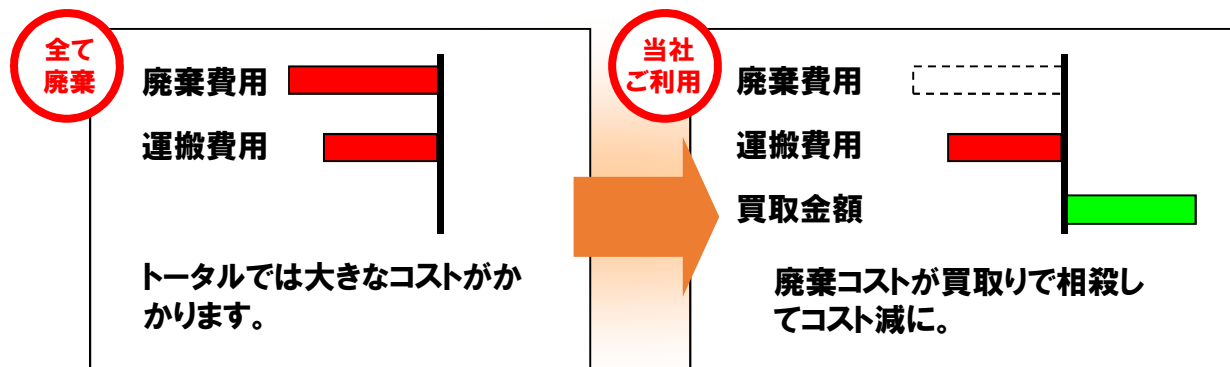 全て
廃棄
廃棄費用
運搬費用
トータルでは大きなコストがか
かります。
当社
ご利用
廃棄費用
運搬費用
買取金額
廃棄コストが買取りで相殺し
てコスト減に。